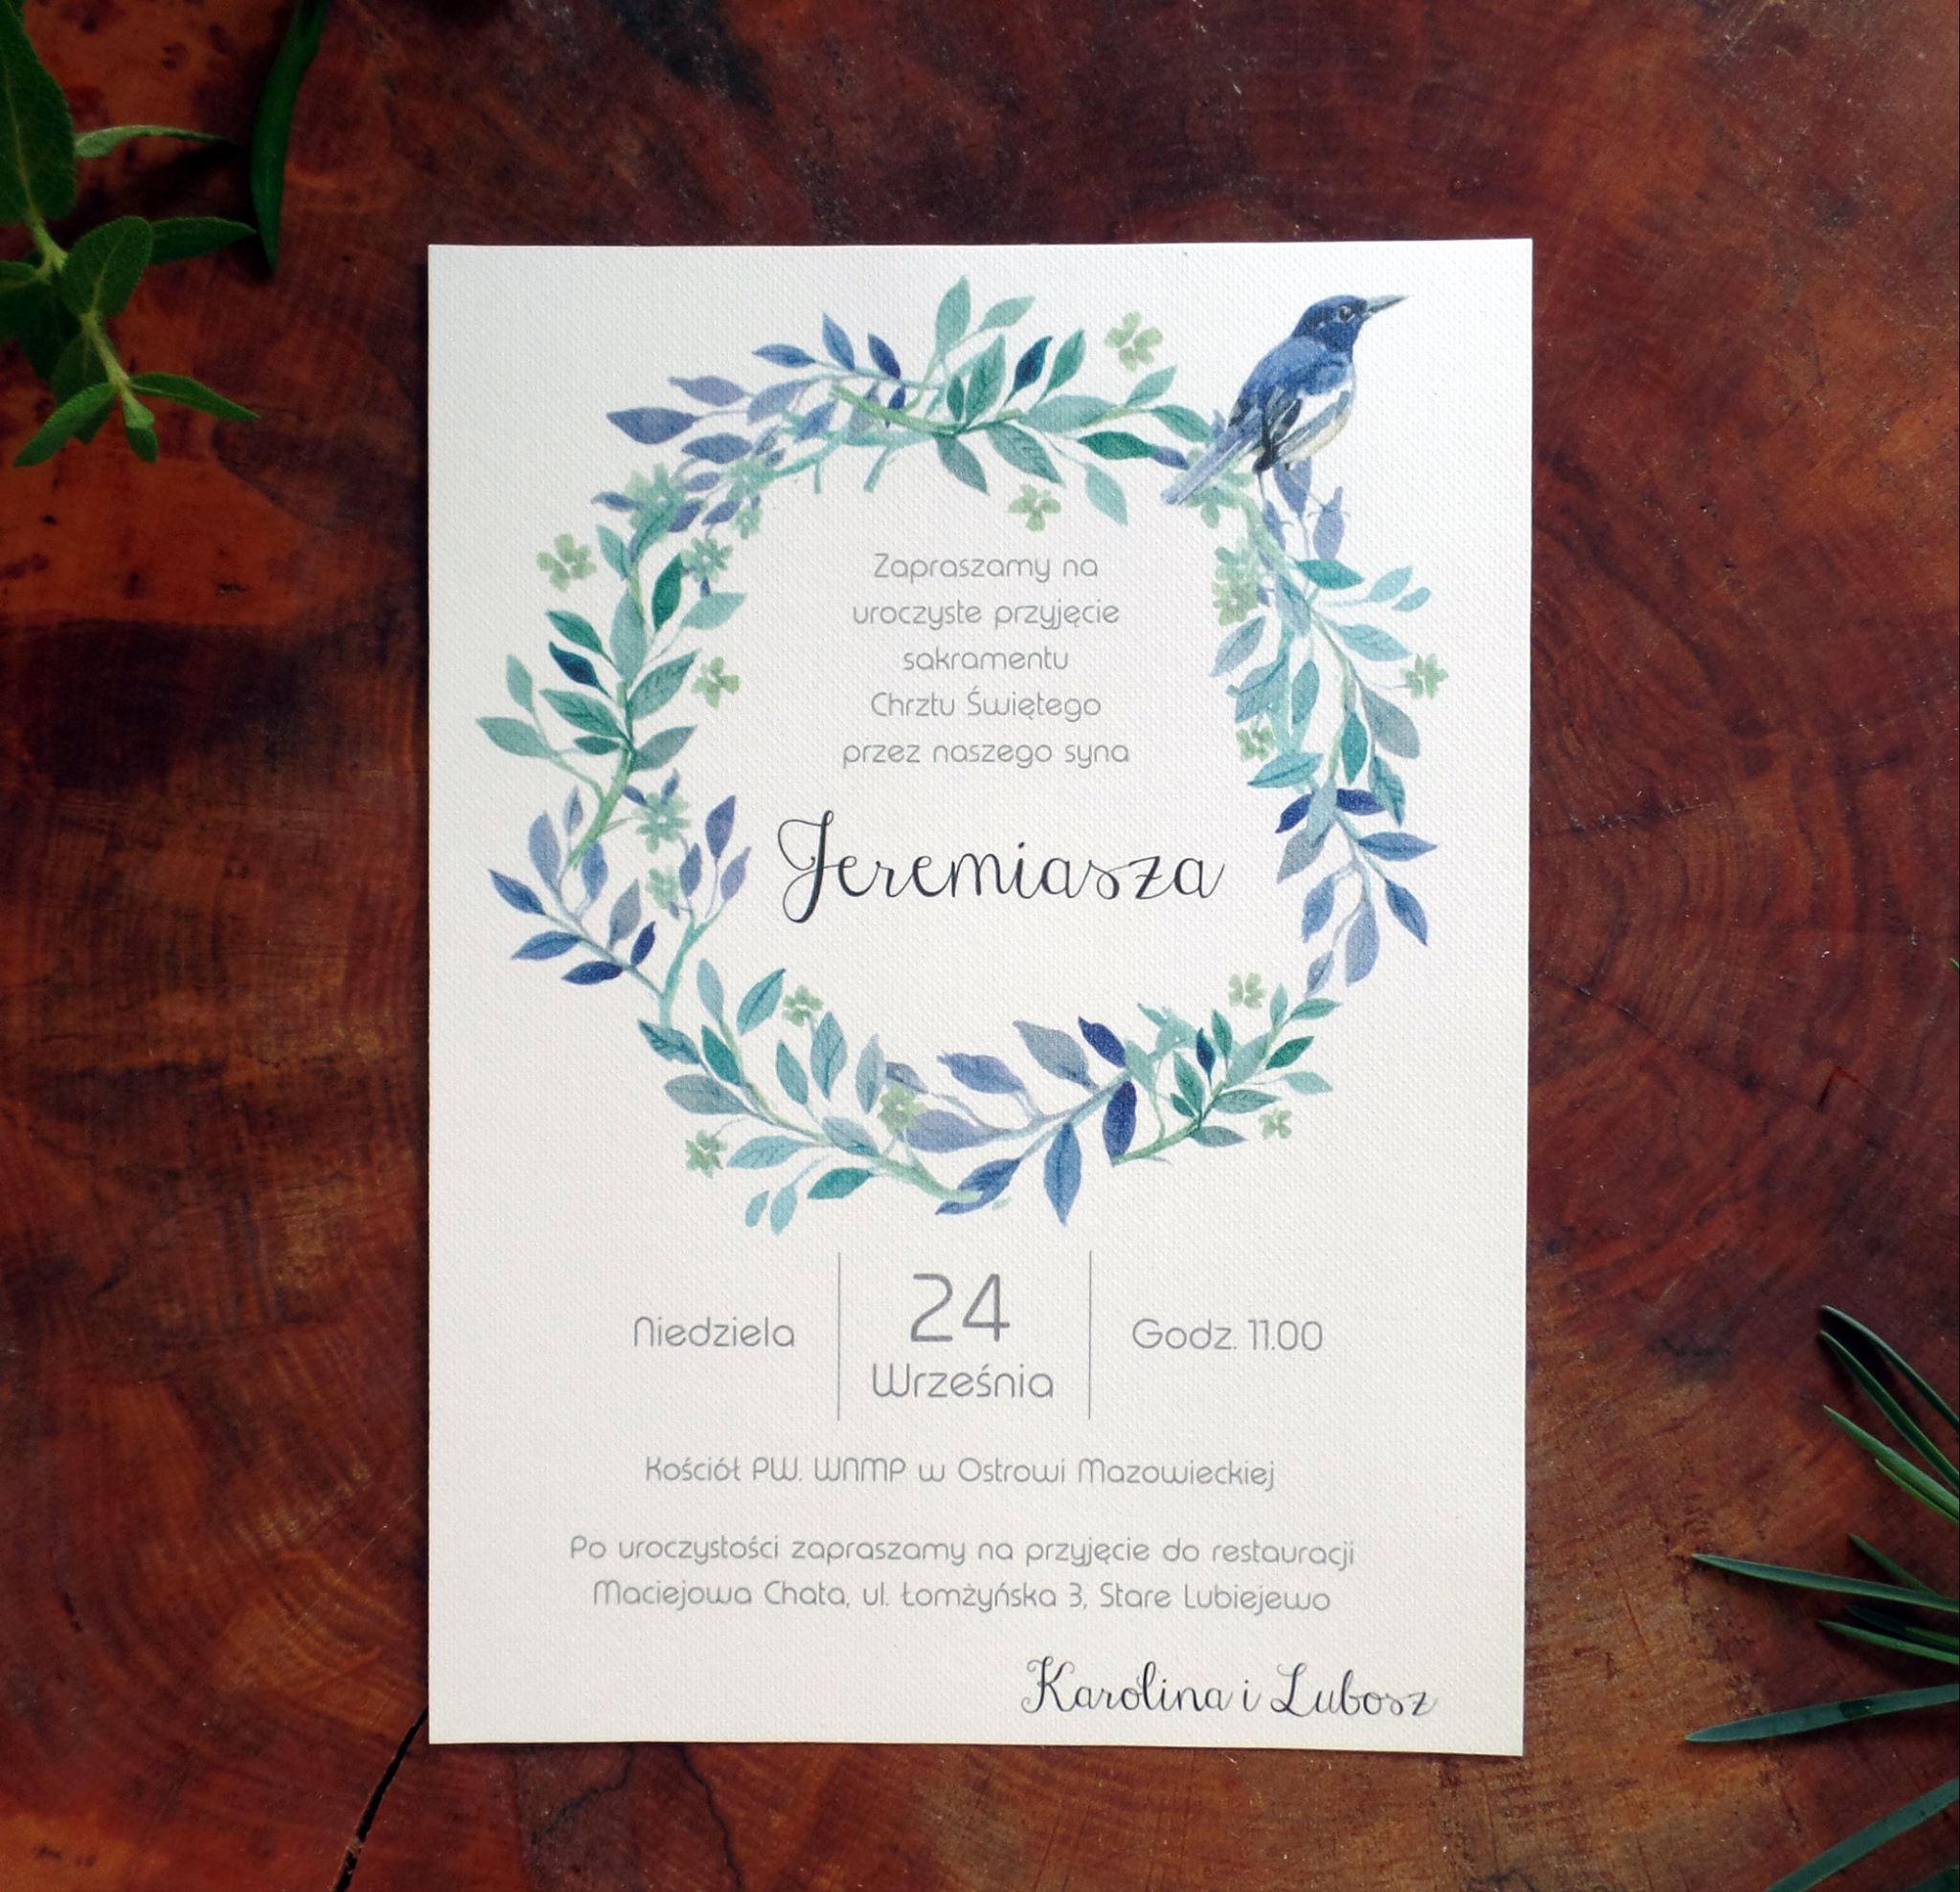 Zapraszamy na
uroczyste przyjęcie
sakramentu
Chrztu Świętego
przez naszego syna
Jeremiasza
Niedziela
24
Września
Godz. 11.00
Kościół PW. WNMP w Ostrowi Mazowieckiej
Po uroczystości zapraszamy na przyjęcie do restauracji
Maciejowa Chata, ul. Łomżyńska 3, Stare Lubiejewo
Karolina i Lubosz